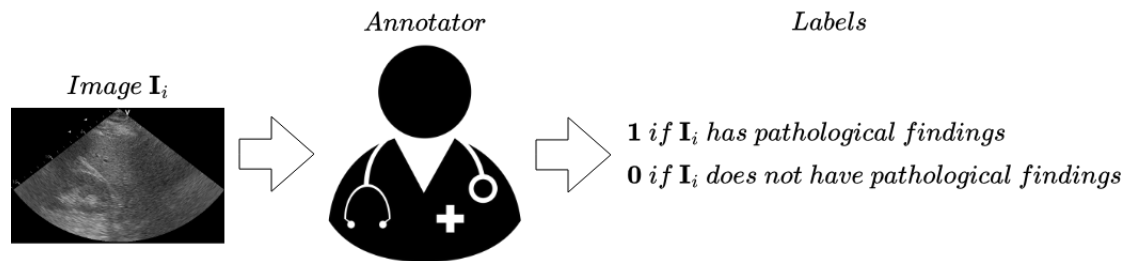 Annotator
Labels
Image I_i
1 if I_i has pathological findings
0 if I_i does not have pathological findings